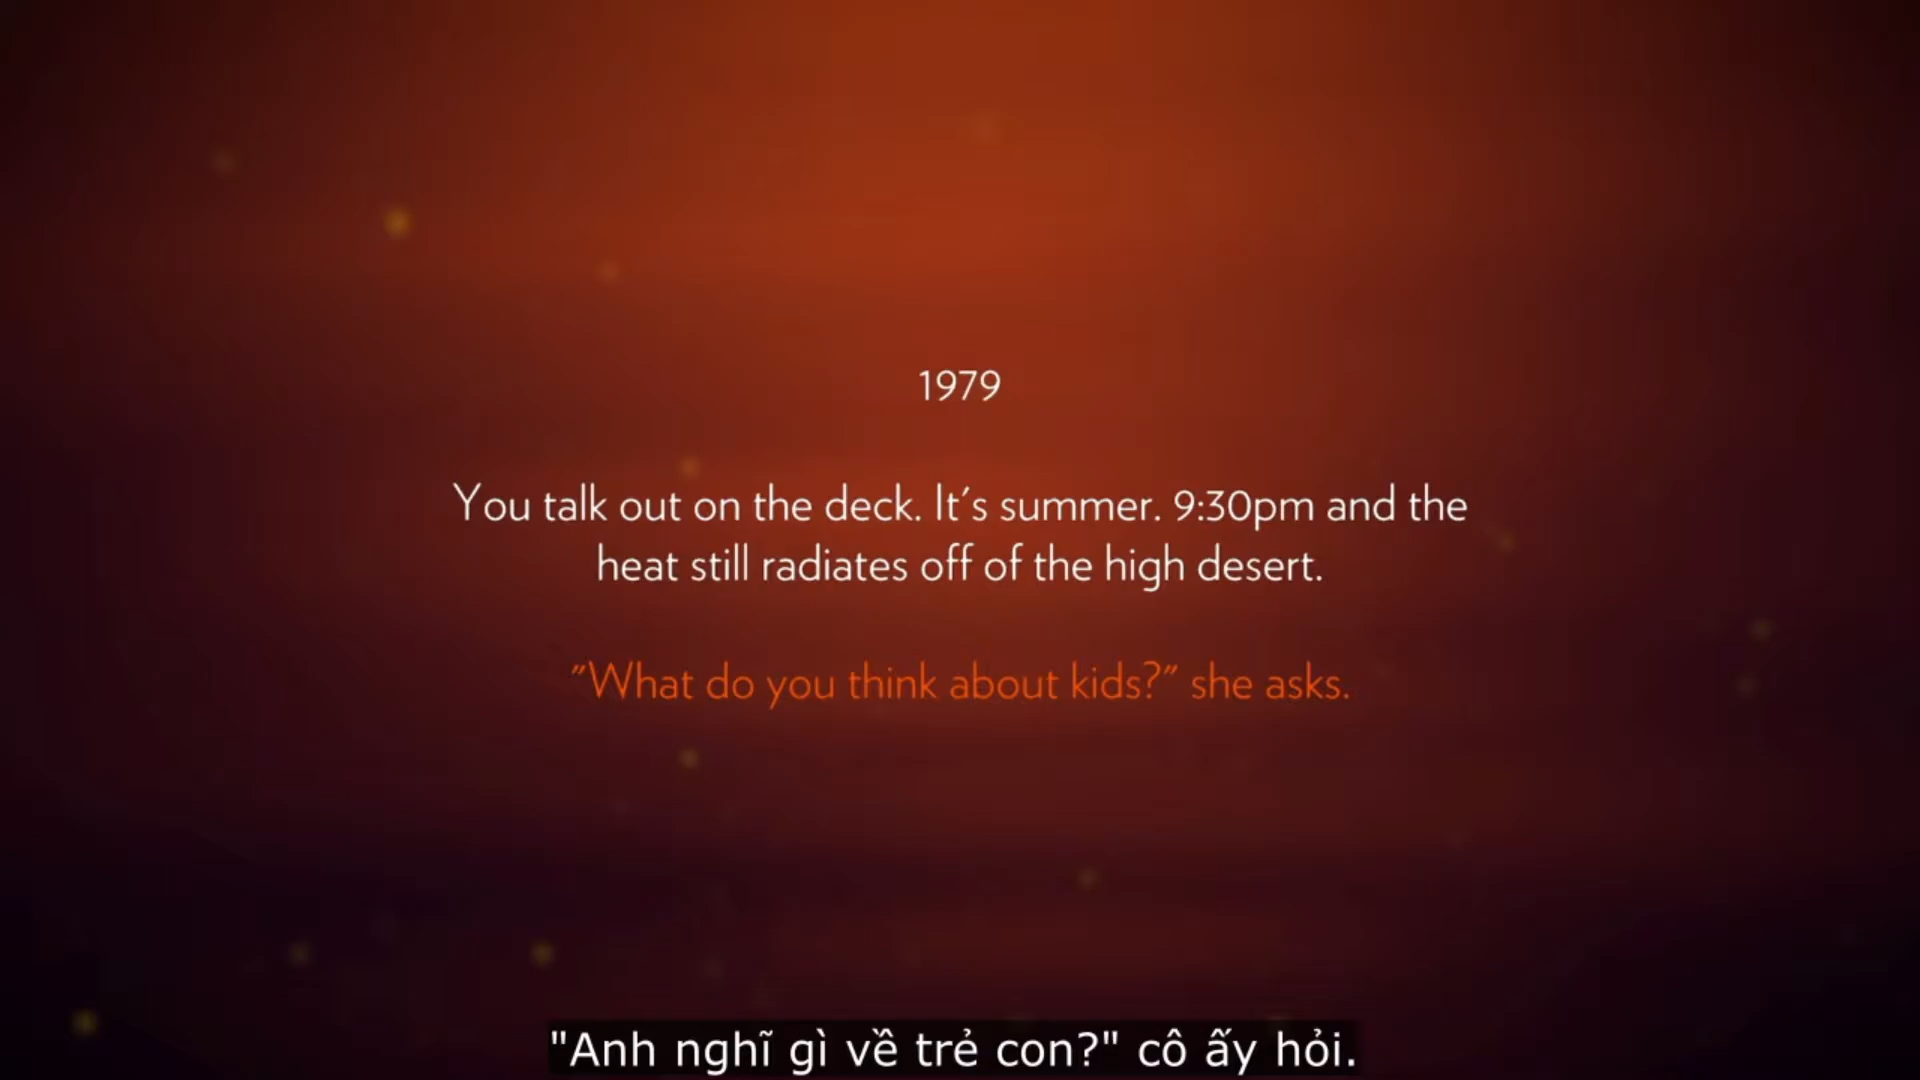 1979
You talk out on the deck. It's summer. 9:30pm and the
heat still radiates off of the high desert.
"What do you think about kids?" she asks.
"Anh nghĩ gì về trẻ con?" cô ấy hỏi.